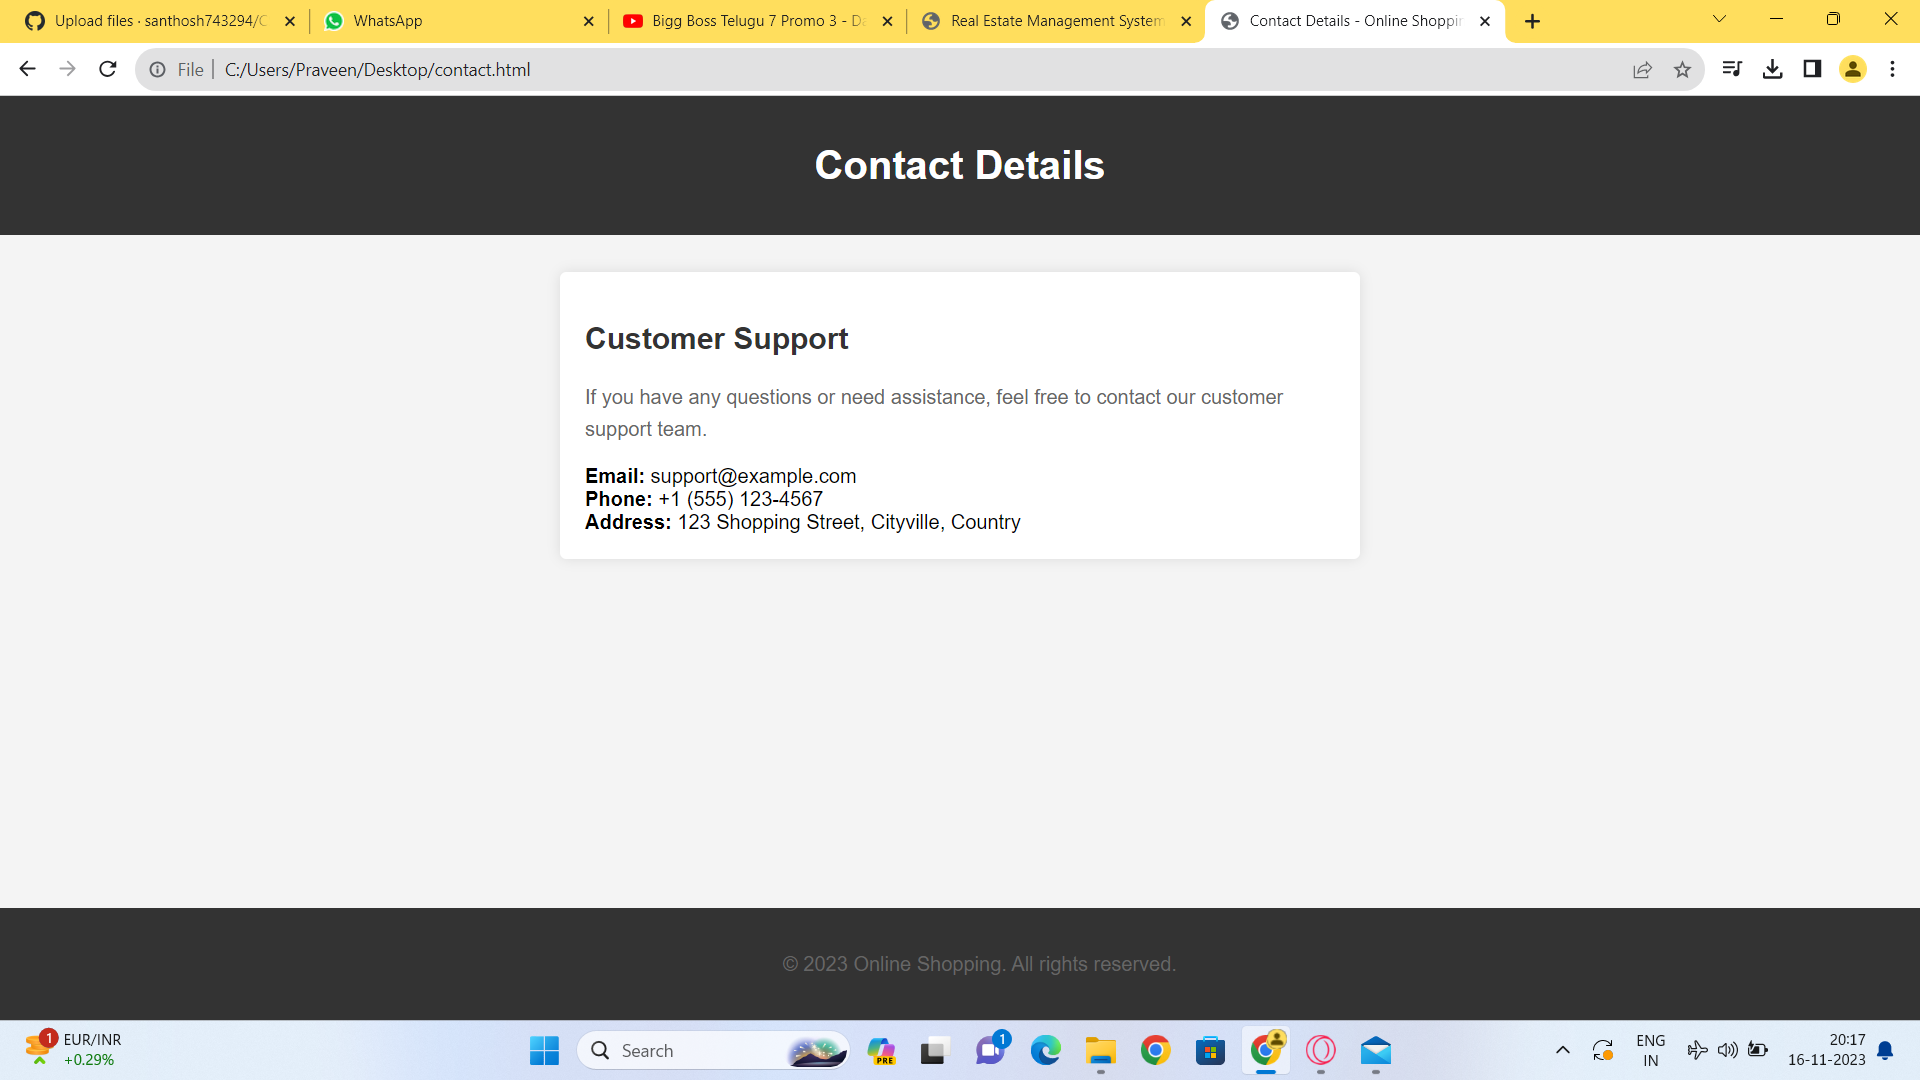 Upload files · santhosh743294/C
WhatsApp
Bigg Boss Telugu 7 Promo 3 - Da
Real Estate Management System
Contact Details - Online Shoppin
File
C:/Users/Praveen/Desktop/contact.html
Contact Details
Customer Support
If you have any questions or need assistance, feel free to contact our customer
support team.
Email: support@example.com
Phone: +1 (555) 123-4567
Address: 123 Shopping Street, Cityville, Country
© 2023 Online Shopping. All rights reserved.
1
EUR/INR
+0.29%
Search
PRE
1
ENG
IN
20:17
16-11-2023